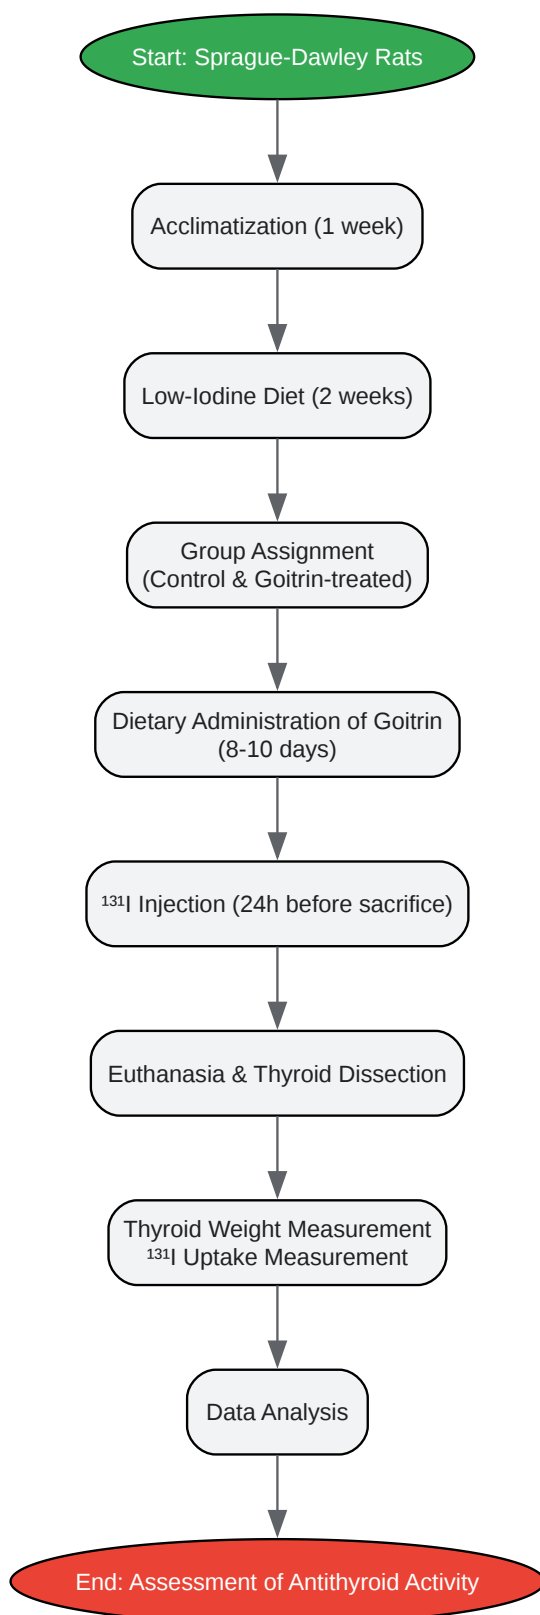 Start: Sprague-Dawley Rats
Acclimatization (1 week)
Low-Iodine Diet (2 weeks)
Group Assignment
(Control & Goitrin-treated)
Dietary Administration of Goitrin
(8-10 days)
¹³¹I Injection (24h before sacrifice)
Euthanasia & Thyroid Dissection
Thyroid Weight Measurement
¹³¹I Uptake Measurement
Data Analysis
End: Assessment of Antithyroid Activity